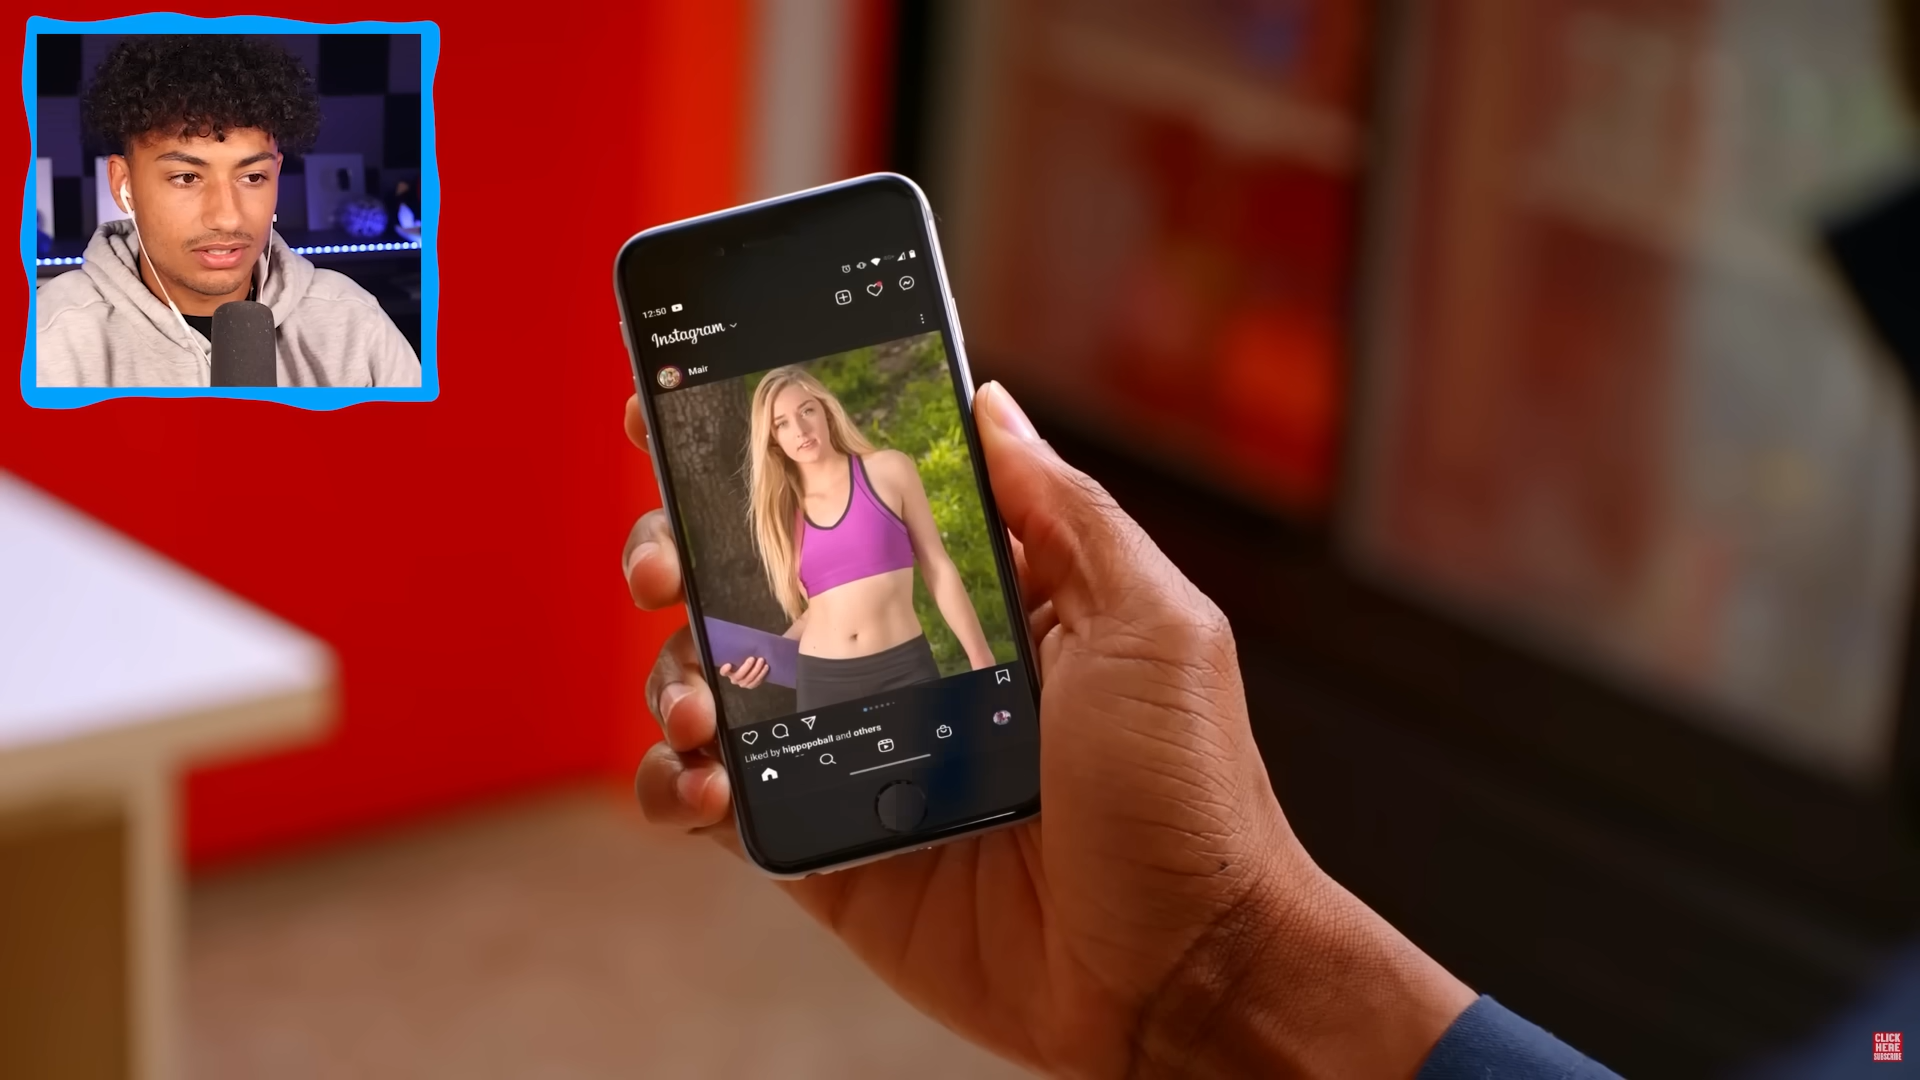 12:50
Instagram
Mair
Liked by hippopoball and others
CLICK
HERE
SUBSCRIBE